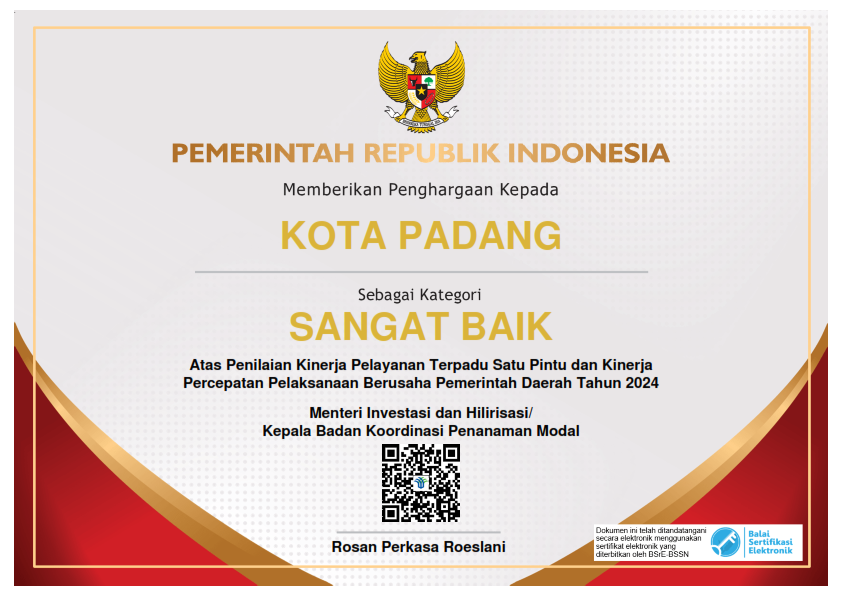 PEMERINTAH REPUBLIK INDONESIA
Memberikan Penghargaan Kepada
KOTA PADANG
Sebagai Kategori
SANGAT BAIK
Atas Penilaian Kinerja Pelayanan Terpadu Satu Pintu dan Kinerja
Percepatan Pelaksanaan Berusaha Pemerintah Daerah Tahun 2024
Menteri Investasi dan Hilirisasi/
Kepala Badan Koordinasi Penanaman Modal
Rosan Perkasa Roeslani
Dokumen ini telah ditandatangani
secara elektronik menggunakan
sertifikat elektronik yang
diterbitkan oleh BSrE-BSSN
Balai
Sertifikasi
Elektronik